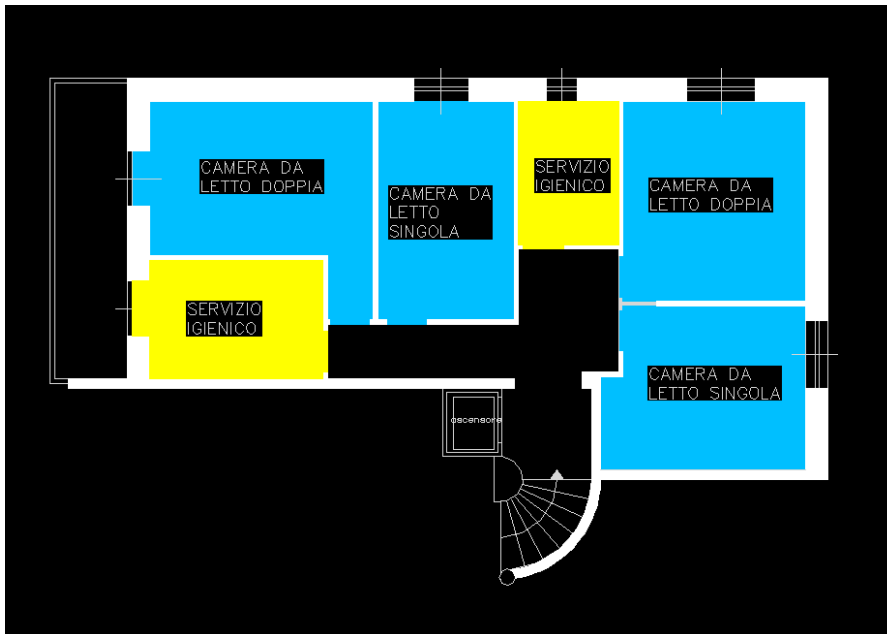 CAMERA DA
LETTO DOPPIA
CAMERA DA
LETTO
SINGOLA
SERVIZIO
IGIENICO
CAMERA DA
LETTO DOPPIA
SERVIZIO
IGIENICO
CAMERA DA
LETTO SINGOLA
ascensore